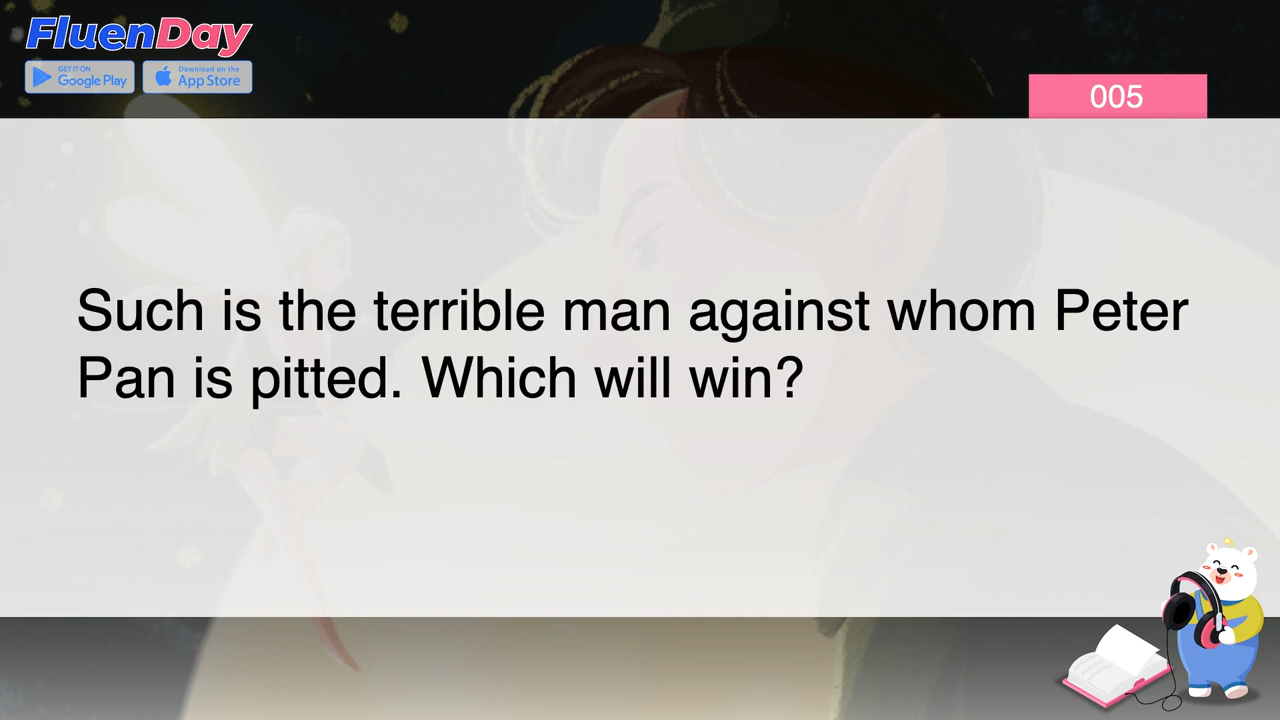 FluenDay
GET IT ON
Google Play
Download on the
App Store
005
Such is the terrible man against whom Peter
Pan is pitted. Which will win?